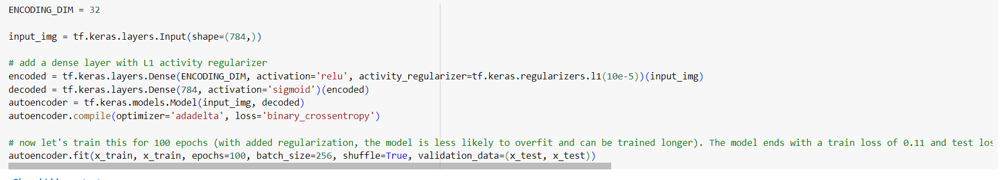 ENCODING_DIM = 32
input_img = tf.keras.layers.Input(shape=(784,))
# add a dense layer with L1 activity regularizer
encoded = tf.keras.layers.Dense(ENCODING_DIM, activation='relu', activity_regularizer=tf.keras.regularizers.l1(10e-5))(input_img)
decoded = tf.keras.layers.Dense(784, activation='sigmoid')(encoded)
autoencoder = tf.keras.models.Model(input_img, decoded)
autoencoder.compile(optimizer='adadelta', loss='binary_crossentropy')
# now let's train this for 100 epochs (with added regularization, the model is less likely to overfit and can be trained longer). The model ends with a train loss of 0.11 and test los
autoencoder.fit(x_train, x_train, epochs=100, batch_size=256, shuffle=True, validation_data=(x_test, x_test))